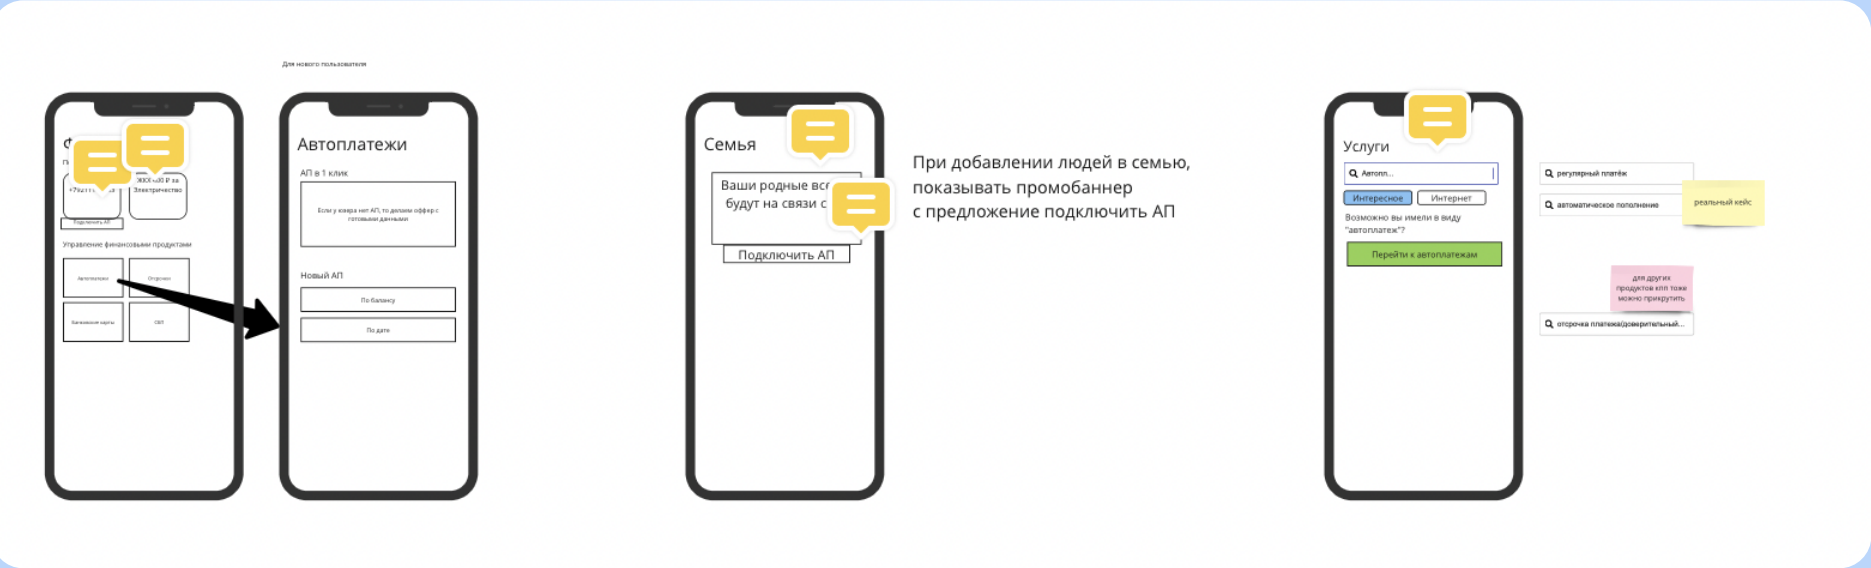 Для нового пользователя
ЖКХ
₽ за
Электричество
Подключить АП
Управление финансовыми продуктами
Автоплатежи
Отсрочки
Банковские карты
СБП
Автоплатежи
АП в 1 клик
Если у юзера нет АП, то делаем оффер с
готовыми данными
Новый АП
По балансу
По дате
Семья
Ваши родные
будут на связи
Подключить АП
При добавлении людей в семью,
показывать промобаннер
с предложение подключить АП
Услуги
Автопл...
Интересное
Интернет
Возможно вы имели в виду
"автоплатеж"?
Перейти к автоплатежам
регулярный платёж
автоматическое пополнение
реальный кейс
для других
продуктов кпп тоже
можно прикрутить
отсрочка платежа/доверительный...